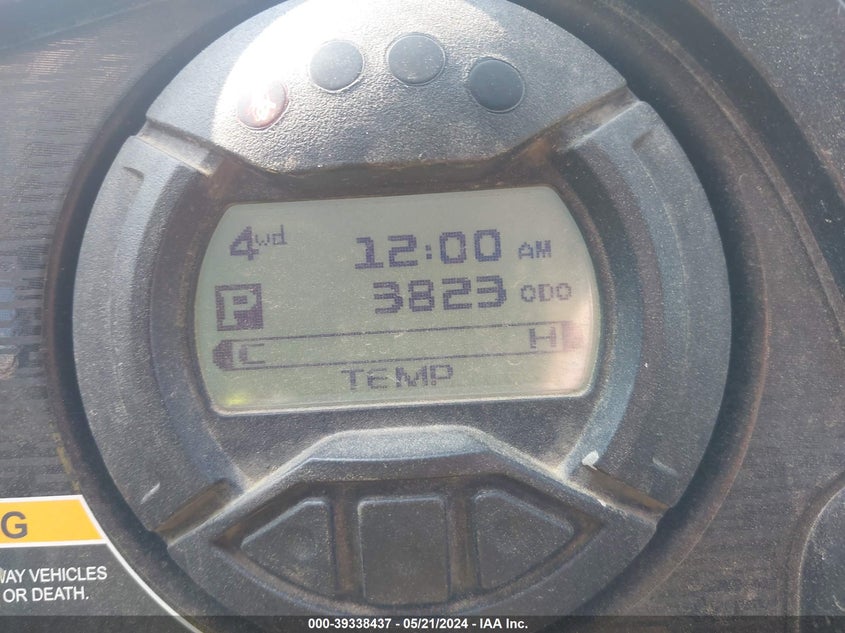 4wd 12:00 AM
P 3823 ODO
C H
TEMP
G
WAY VEHICLES
OR DEATH.
000-39338437 - 05/21/2024 - IAA Inc.